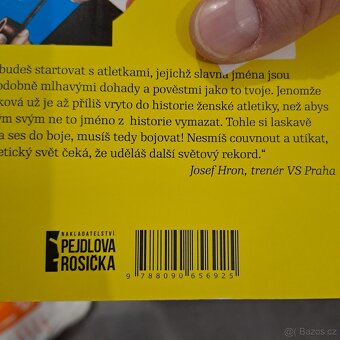 budeš startovat s atletkami, jejichž slavná jména jsou
odobně mlhavými dohady a pověstmi jako to tvoje. Jenomže
ková už je až příliš vryto do historie ženské atletiky, než abys
ým svým ne to jméno z historie vymazat. Tohle si laskavě
a ses do boje, musíš tedy bojovat! Nesmíš couvnout a utíkat,
etický svět čeká, že uděláš další světový rekord.“
Josef Hron, trenér VS Praha
NAKLADATELSTVÍ
PEJDLOVA
ROSIČKA
9 788090 656925
Bazos.cz